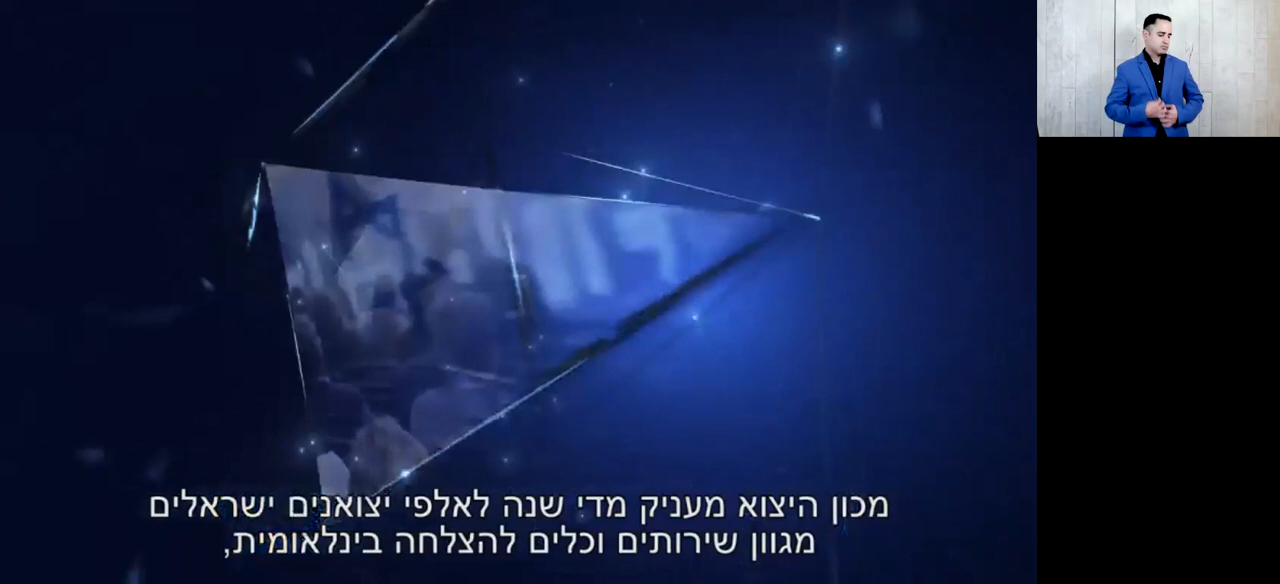 מכון היצוא מעניק מדי שנה לאלפי יצואנים ישראלים
מגוון שירותים וכלים להצלחה בינלאומית,